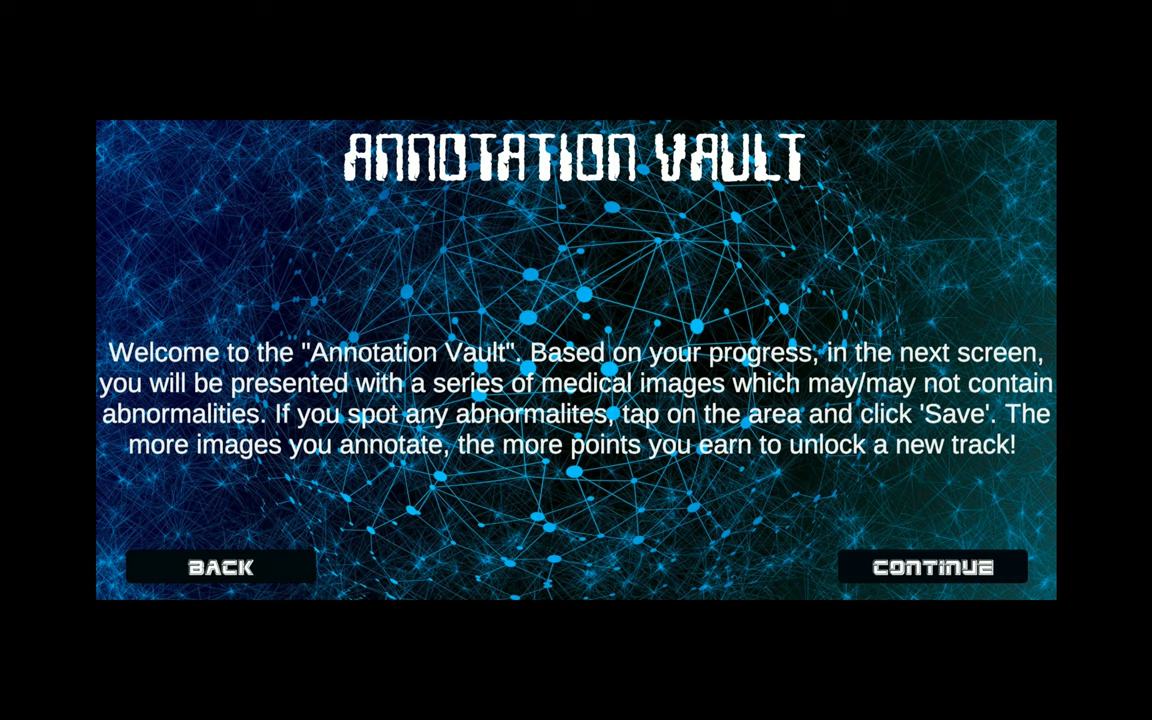 ANNOTATION VAULT
Welcome to the "Annotation Vault". Based on your progress, in the next screen,
you will be presented with a series of medical images which may/may not contain
abnormalities. If you spot any abnormalites, tap on the area and click 'Save'. The
more images you annotate, the more points you earn to unlock a new track!
BACK
CONTINUE